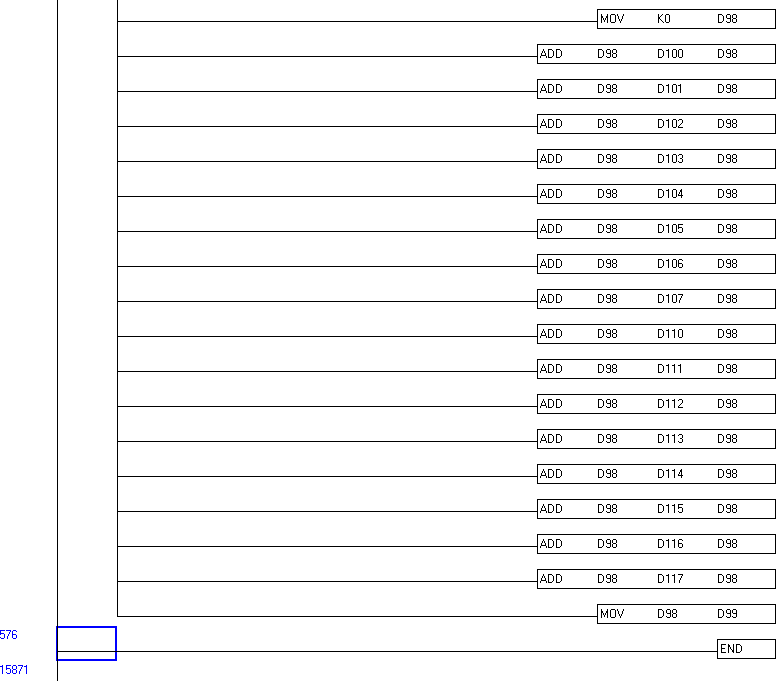 MOV K0 D98
ADD D98 D100 D98
ADD D98 D101 D98
ADD D98 D102 D98
ADD D98 D103 D98
ADD D98 D104 D98
ADD D98 D105 D98
ADD D98 D106 D98
ADD D98 D107 D98
ADD D98 D110 D98
ADD D98 D111 D98
ADD D98 D112 D98
ADD D98 D113 D98
ADD D98 D114 D98
ADD D98 D115 D98
ADD D98 D116 D98
ADD D98 D117 D98
MOV D98 D99
576
END
15871